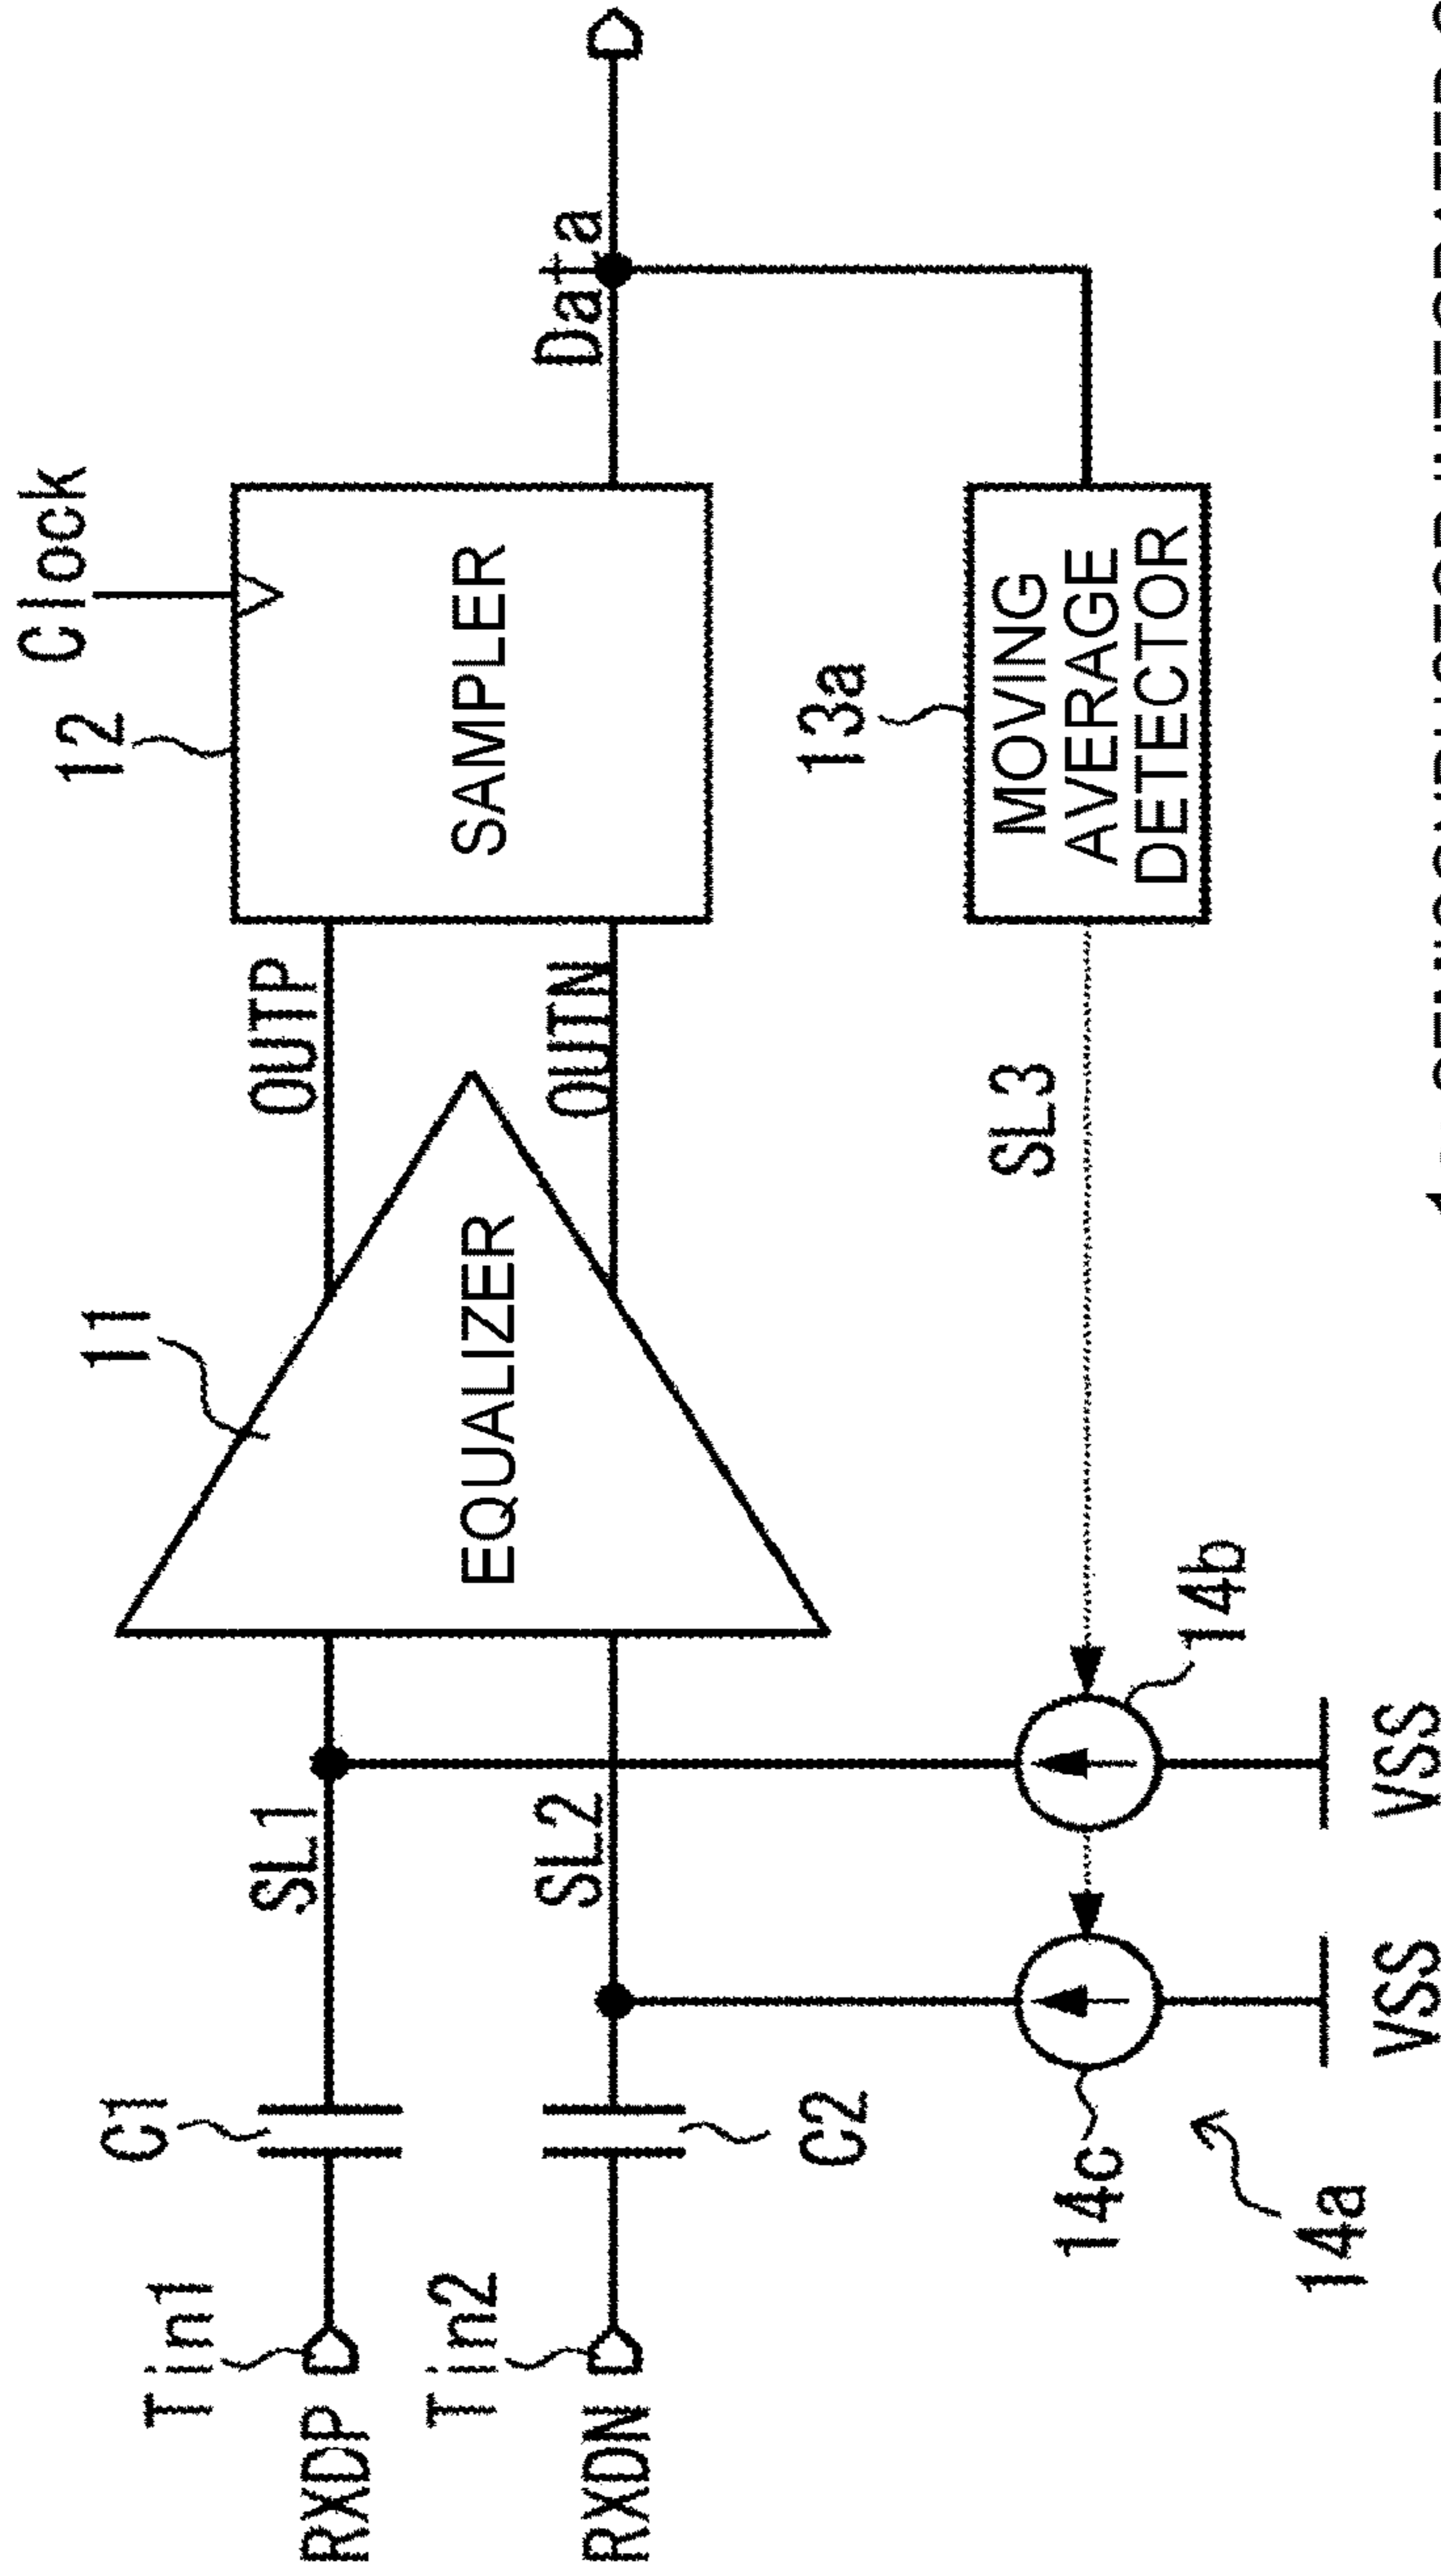 Tin1
RXDP
C1
SL1
11
EQUALIZER
OUTP
12
Clock
SAMPLER
Data
Tin2
RXDN
C2
SL2
OUTN
13a
MOVING
AVERAGE
DETECTOR
SL3
14c
14b
14a
VSS
VSS